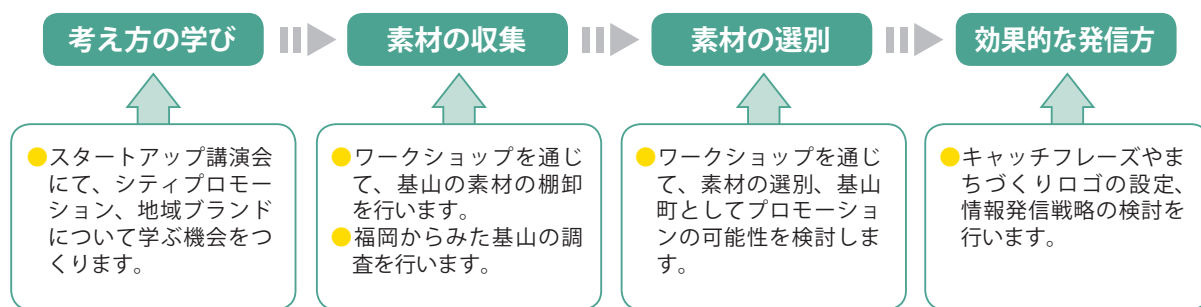 考え方の学び
素材の収集
素材の選別
効果的な発信方
●スタートアップ講演会
にて、シティプロモー
ション、地域ブランド
について学ぶ機会をつ
くります。
●ワークショップを通じ
て、基山の素材の棚卸
を行います。
●福岡からみた基山の調
査を行います。
●ワークショップを通じ
て、素材の選別、基山
町としてプロモーショ
ンの可能性を検討しま
す。
●キャッチフレーズやま
ちづくりロゴの設定、
情報発信戦略の検討を
行います。